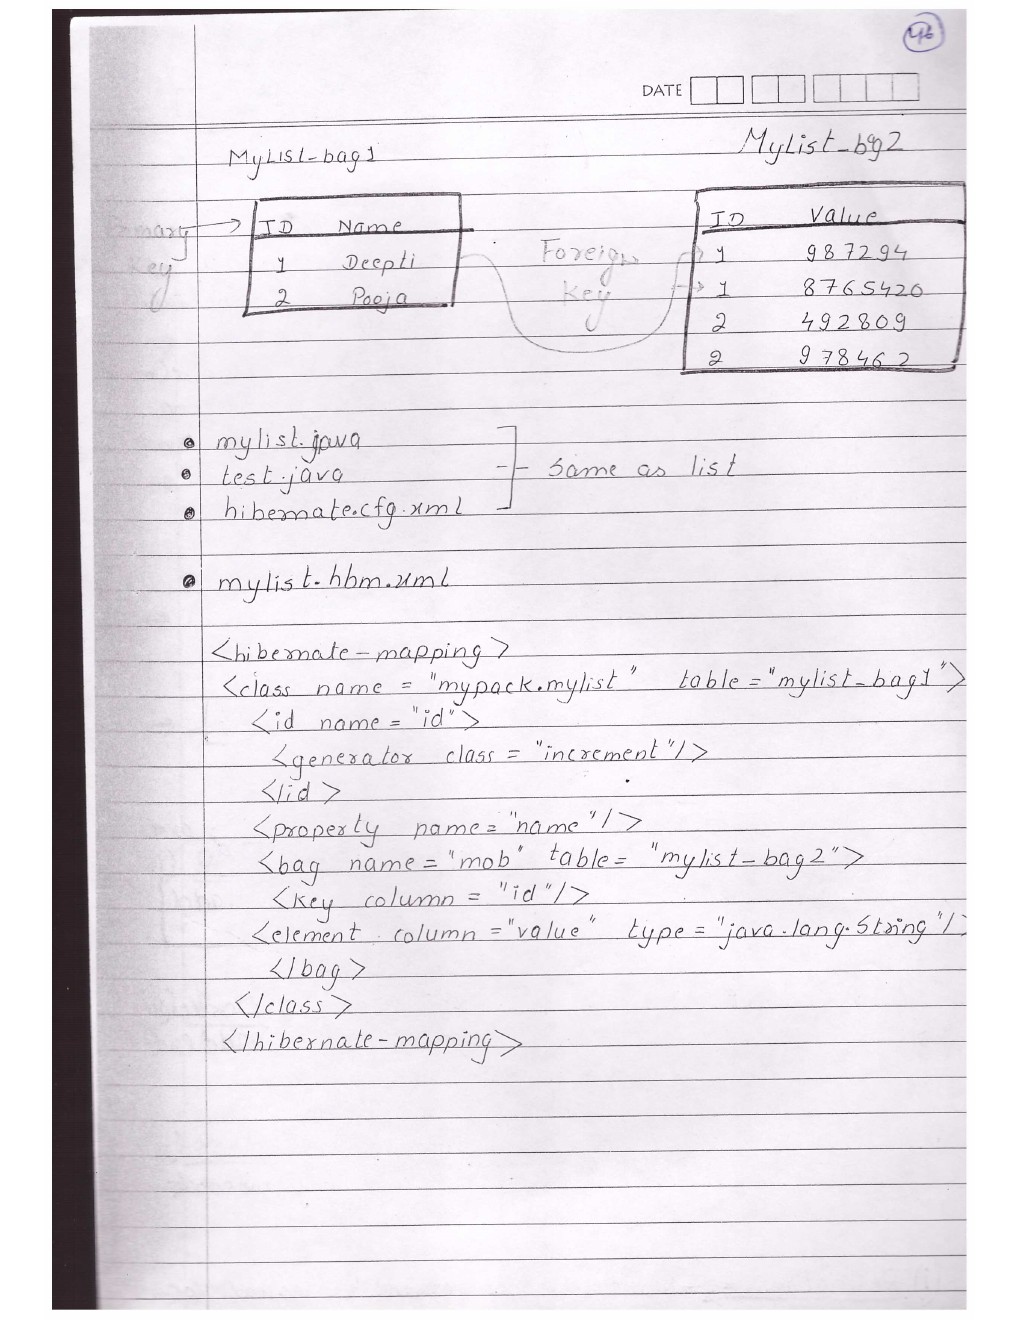 46
DATE
MyList-bag1 Mylist-bag2
Primary Key
ID Name
1 Deepti
2 Pooja
Foreign Key
ID Value
1 987294
1 8765420
2 492809
2 978462
mylist.java
test.java
hibernate.cfg.xml
same as list
mylist.hbm.xml
<hibernate-mapping>
<class name = "mypack.mylist" table = "mylist-bag1">
<id name = "id">
<generator class = "increment"/>
</id>
<property name = "name"/>
<bag name = "mob" table = "mylist-bag2">
<key column = "id"/>
<element column = "value" type = "java.lang.String"/>
</bag>
</class>
</hibernate-mapping>